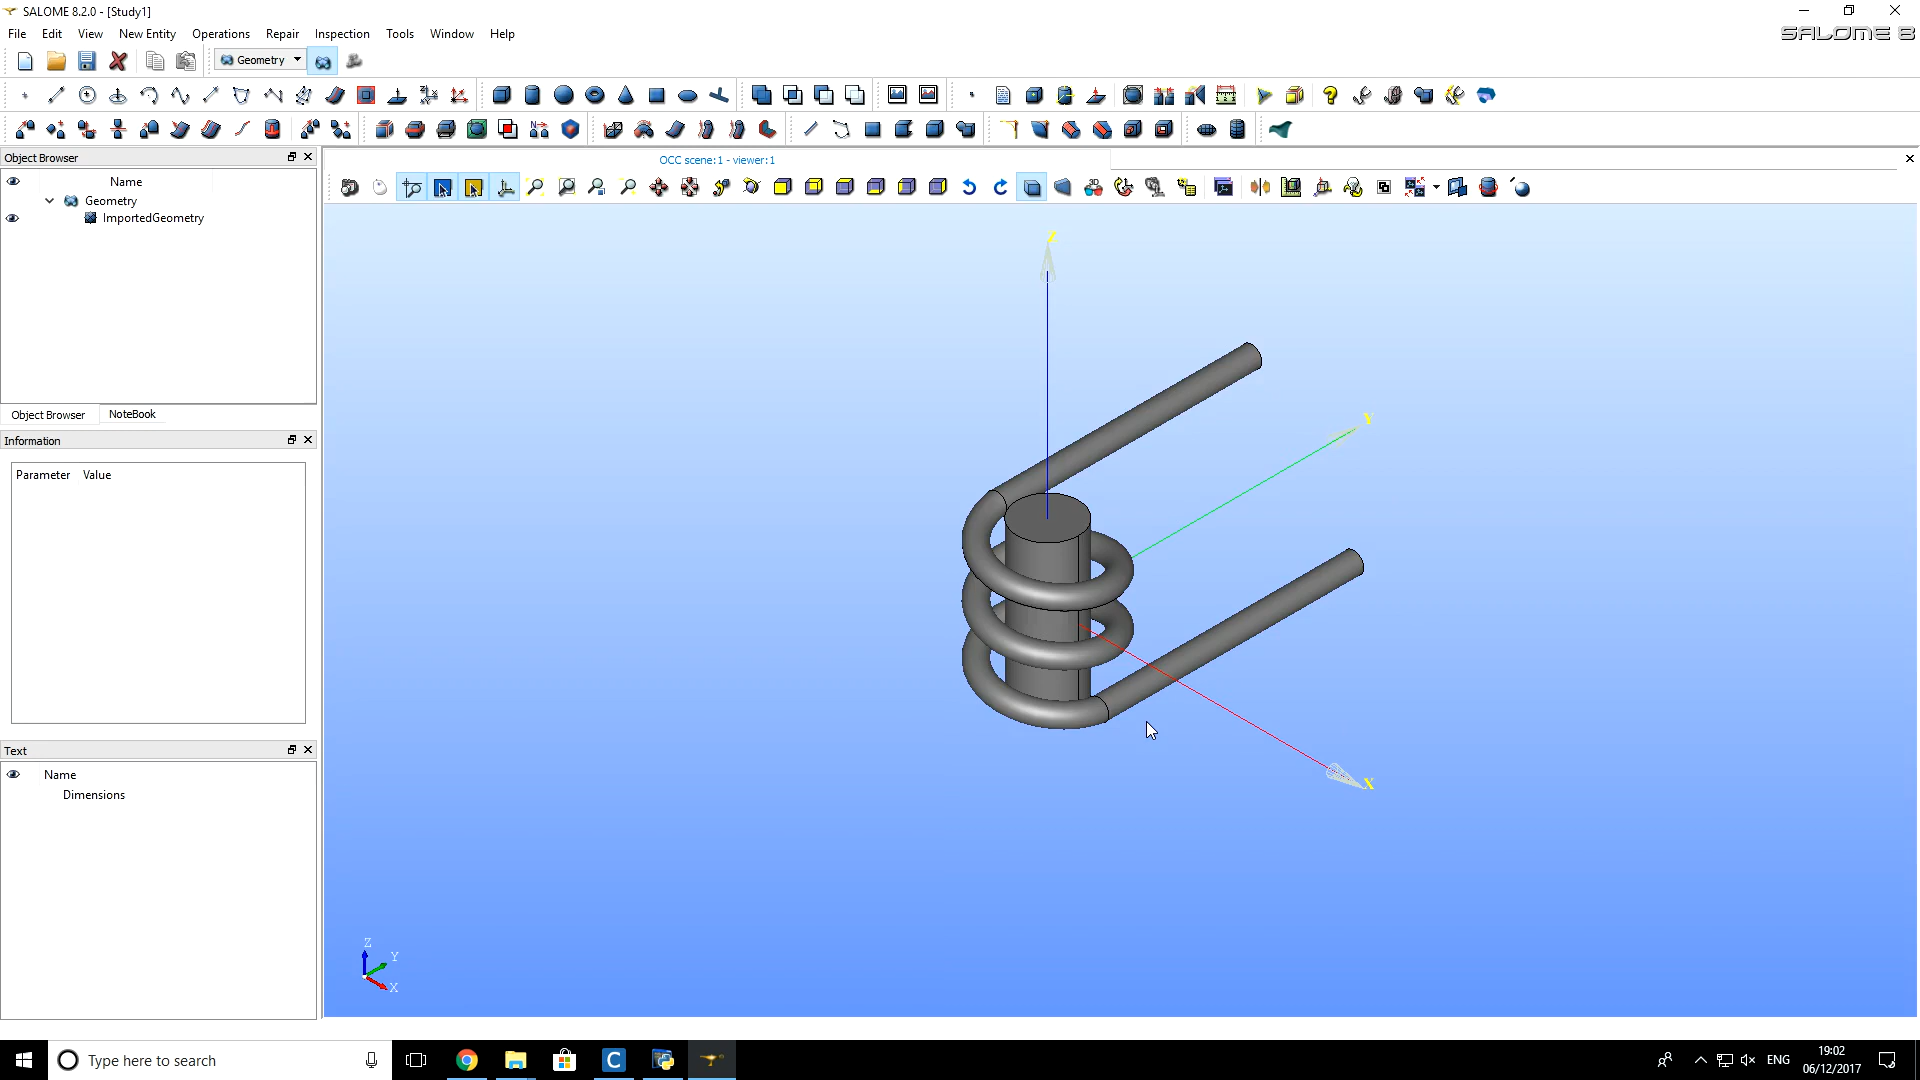 SALOME 8.2.0 - [Study1]
File Edit View New Entity Operations Repair Inspection Tools Window Help
SALOME 8
Geometry
Object Browser
OCC scene:1 - viewer:1
Name
Geometry
ImportedGeometry
Object Browser NoteBook
Information
Parameter Value
Text
Name
Dimensions
Z
Y
X
Z
Y
X
Type here to search
ENG
19:02
06/12/2017